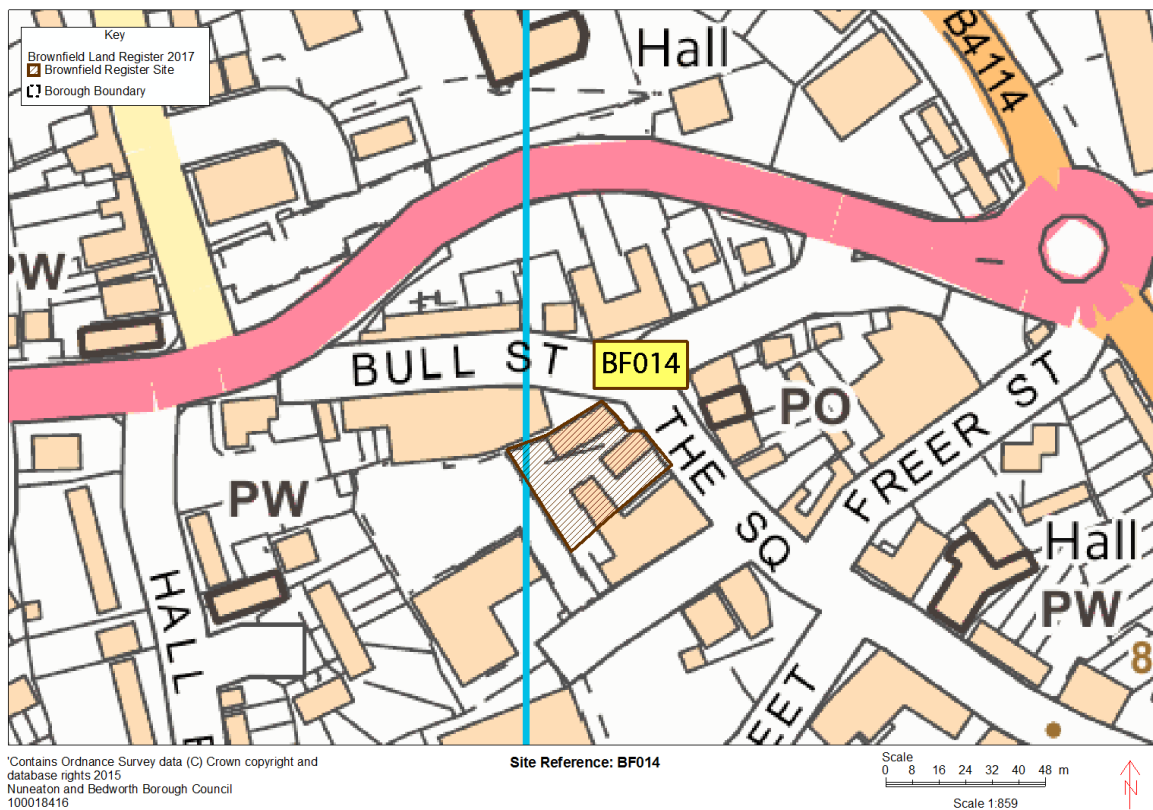 Key
Brownfield Land Register 2017
Brownfield Register Site
Borough Boundary
Hall
B4114
PW
BULL ST
BF014
THE SQ
PO
FREER ST
PW
HALL
Hall
PW
8
EET
'Contains Ordnance Survey data (C) Crown copyright and
database rights 2015
Nuneaton and Bedworth Borough Council
100018416
Site Reference: BF014
Scale
0 8 16 24 32 40 48 m
Scale 1:859
N